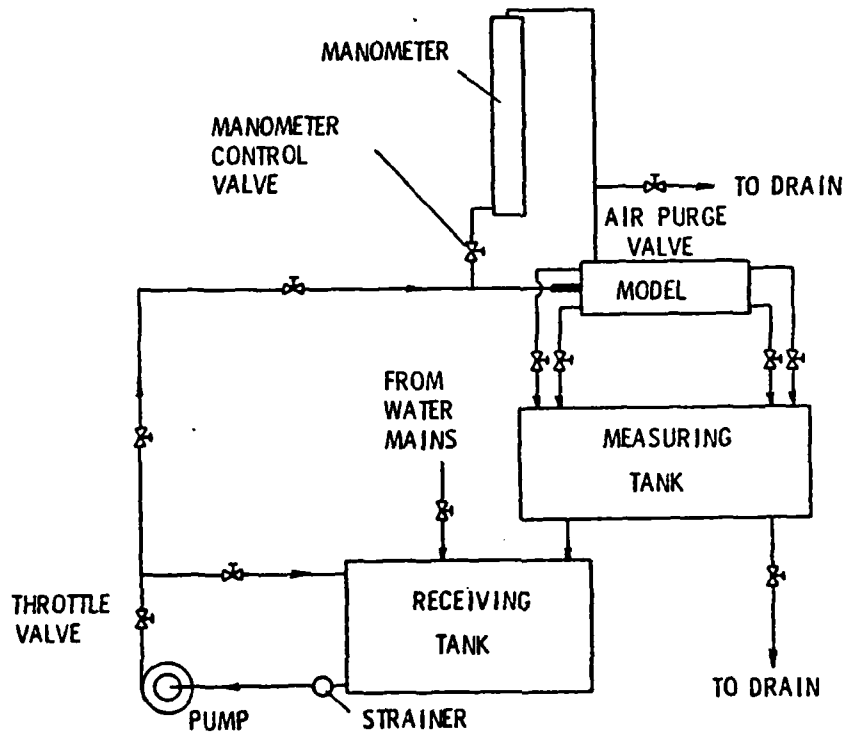 MANOMETER
MANOMETER
CONTROL
VALVE
TO DRAIN
AIR PURGE
VALVE
MODEL
FROM
WATER
MAINS
MEASURING
TANK
THROTTLE
VALVE
RECEIVING
TANK
TO DRAIN
PUMP
STRAINER